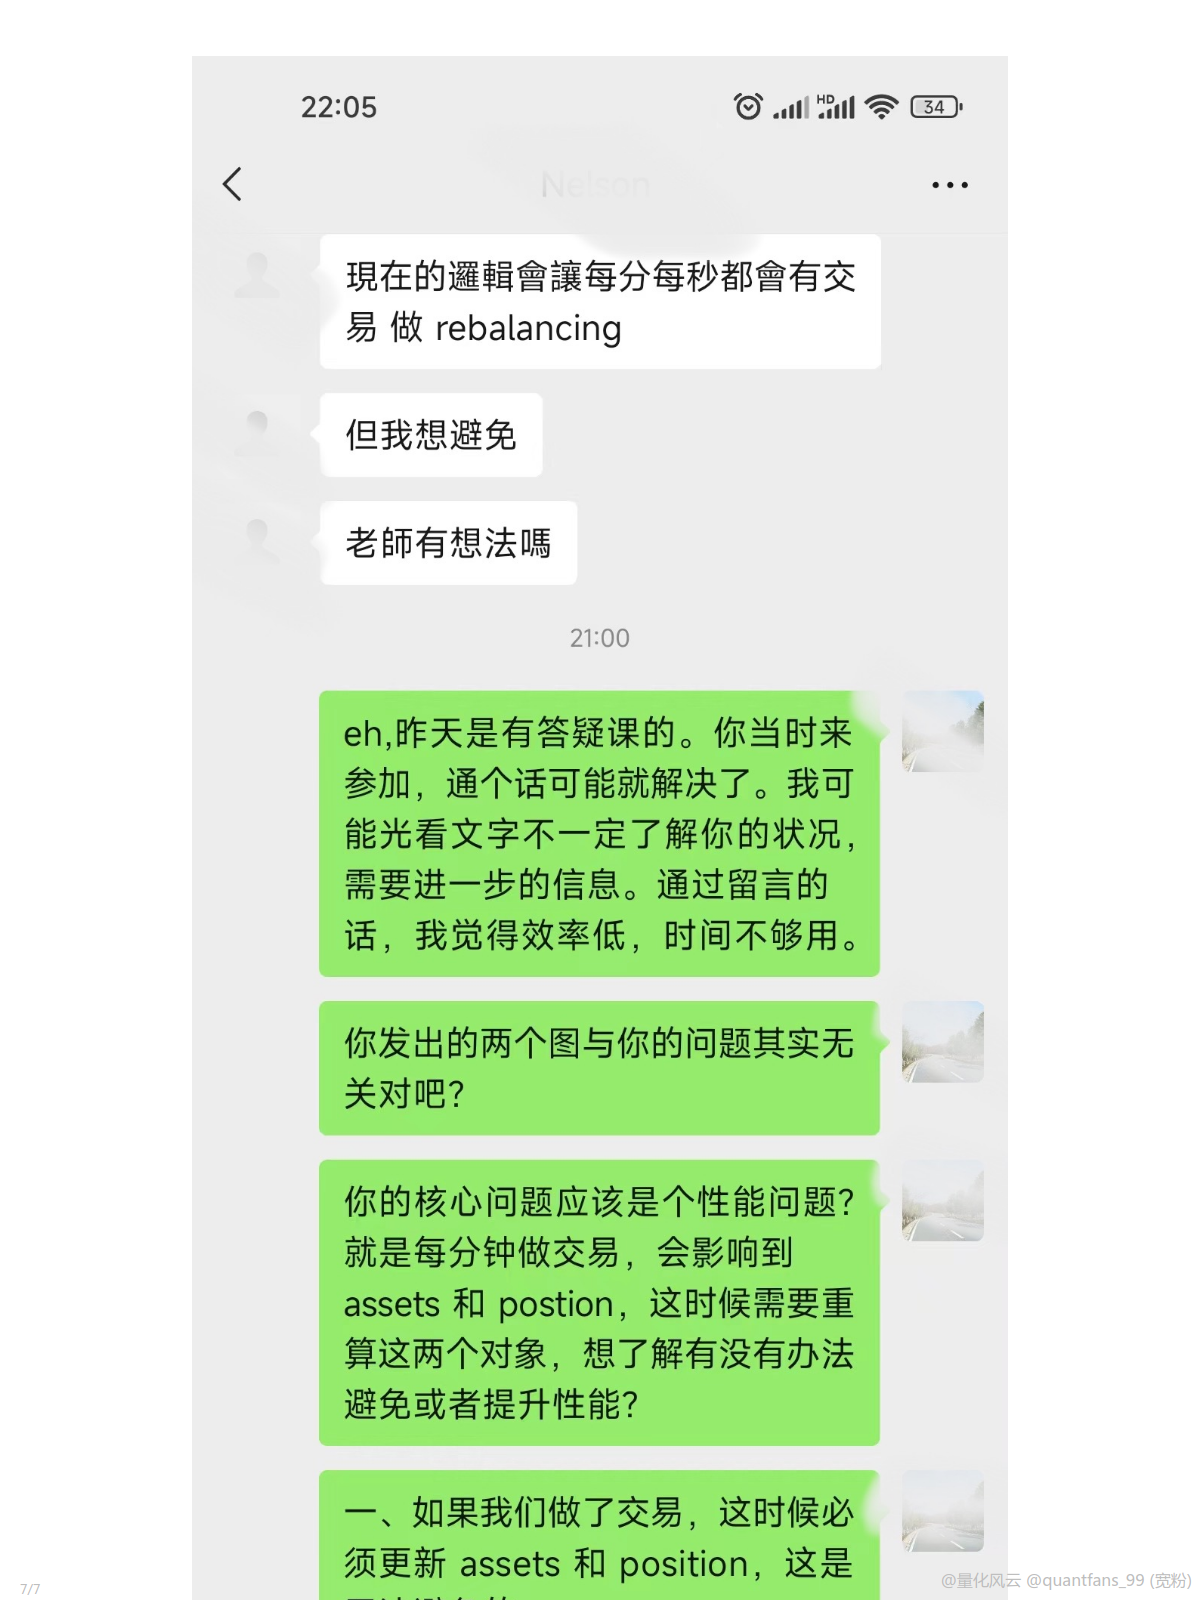 22:05
HD
34
Nelson
現在的邏輯會讓每分每秒都會有交
易 做 rebalancing
但我想避免
老師有想法嗎
21:00
eh,昨天是有答疑课的。你当时来
参加，通个话可能就解决了。我可
能光看文字不一定了解你的状况，
需要进一步的信息。通过留言的
话，我觉得效率低，时间不够用。
你发出的两个图与你的问题其实无
关对吧？
你的核心问题应该是个性能问题？
就是每分钟做交易，会影响到
assets 和 postion，这时候需要重
算这两个对象，想了解有没有办法
避免或者提升性能？
一、如果我们做了交易，这时候必
须更新 assets 和 position，这是
7/7
@量化风云 @quantfans_99 (宽粉)